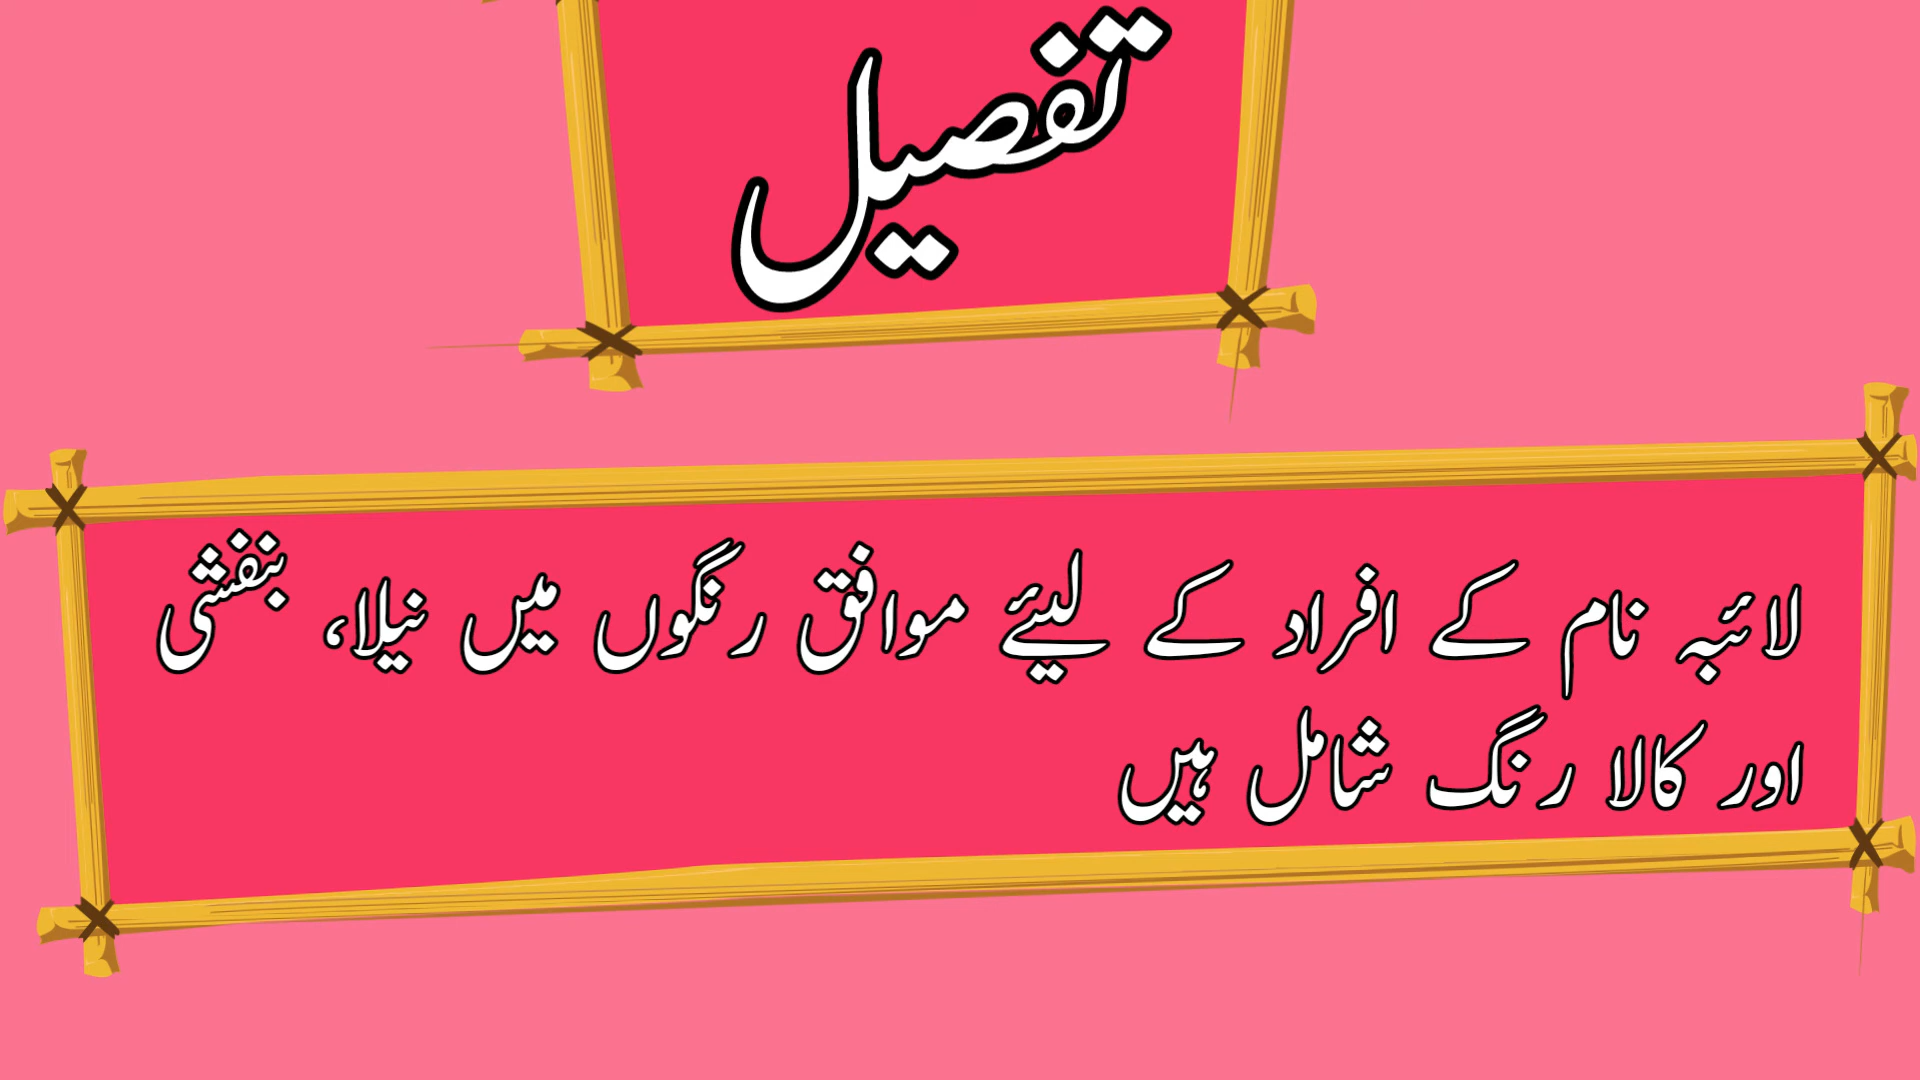 تفصیل
لائبہ نام کے افراد کے لیئے موافق رنگوں میں نیلا، بنفشی
اور کالا رنگ شامل ہیں